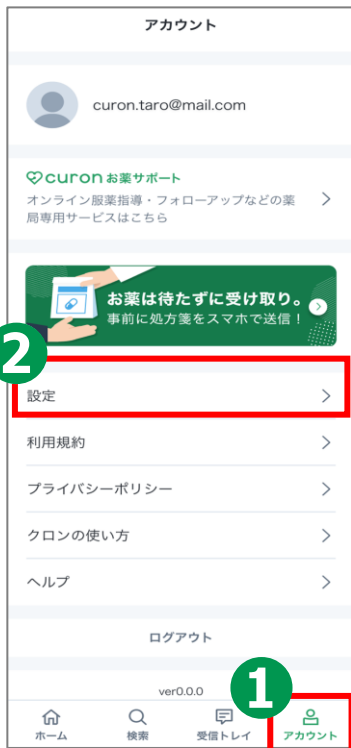 アカウント
curon.taro@mail.com
curon お薬サポート
オンライン服薬指導・フォローアップなどの薬
局専用サービスはこちら
お薬は待たずに受け取り。
事前に処方箋をスマホで送信！
2
設定
利用規約
プライバシーポリシー
クロンの使い方
ヘルプ
ログアウト
ver0.0.0
1
ホーム
検索
受信トレイ
アカウント